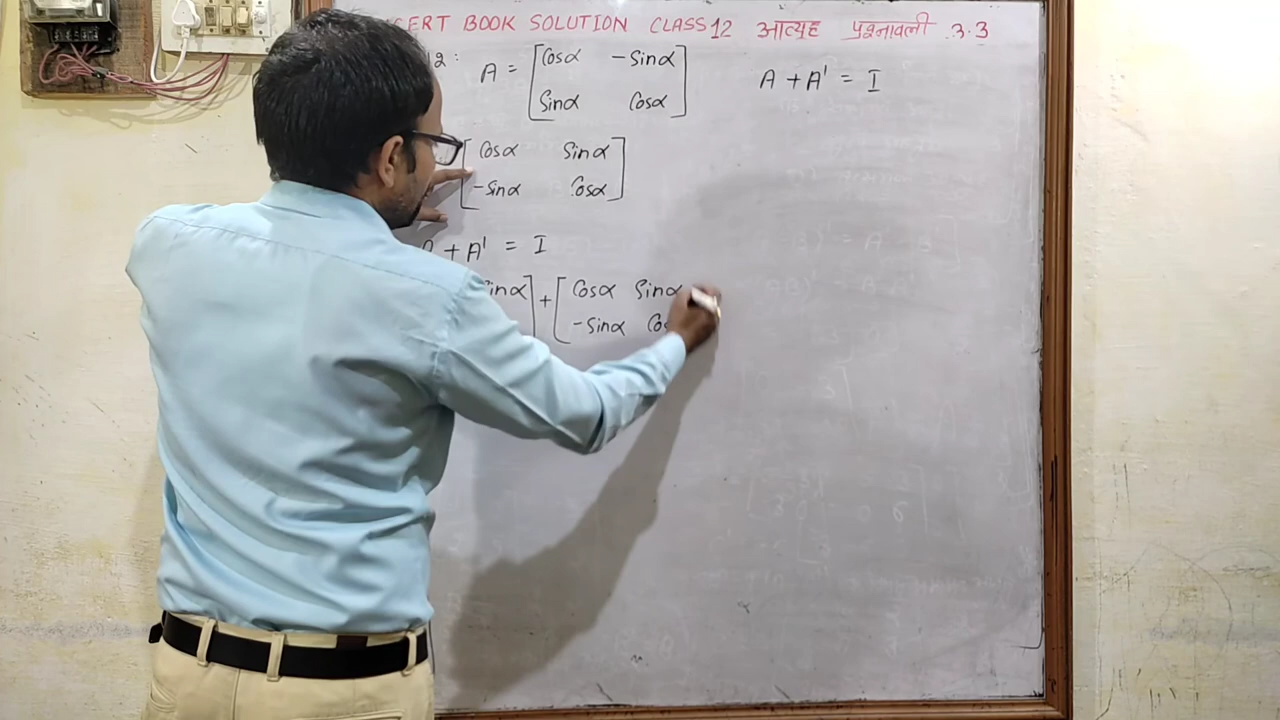 CERT BOOK SOLUTION CLASS 12 आव्यूह प्रश्नावली 3.3
12: A = [Cosα -Sinα
Sinα Cosα] A + A' = I
[Cosα Sinα
-Sinα Cosα]
+ A' = I
Sinα] + [Cosα Sinα
-Sinα